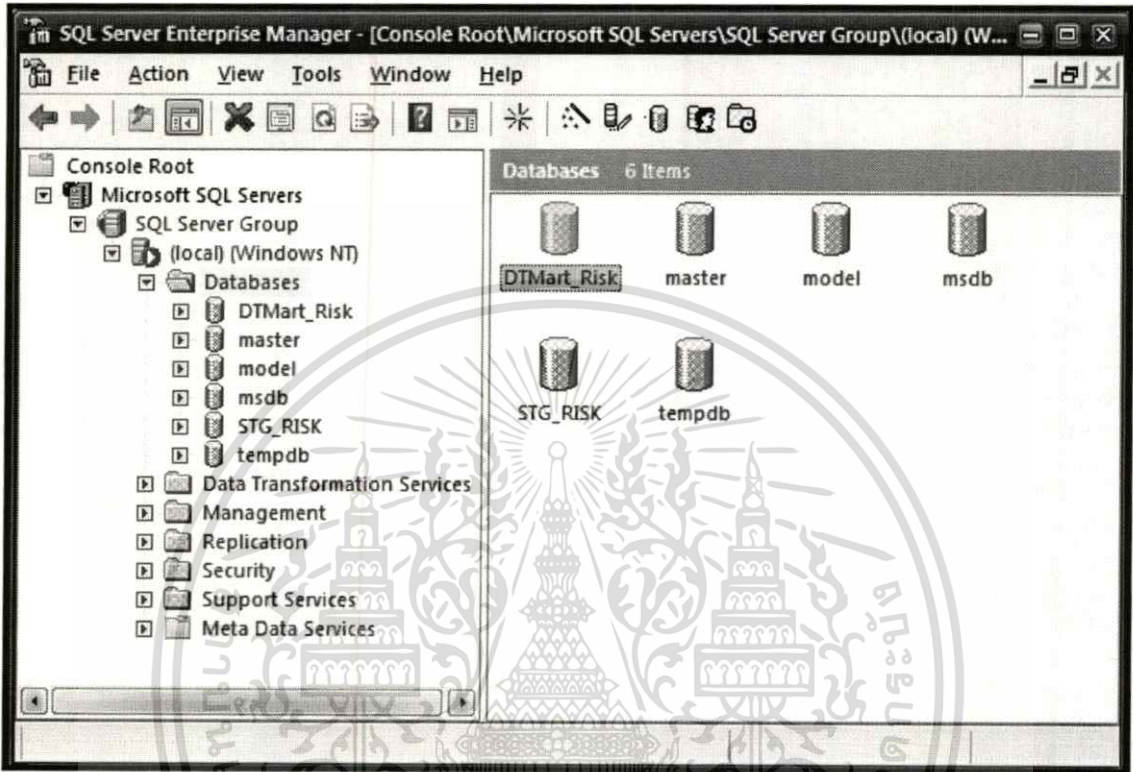 SQL Server Enterprise Manager - [Console Root\Microsoft SQL Servers\SQL Server Group\(local) (W...
File Action View Tools Window Help
Console Root
Microsoft SQL Servers
SQL Server Group
(local) (Windows NT)
Databases
DTMart_Risk
master
model
msdb
STG_RISK
tempdb
Data Transformation Services
Management
Replication
Security
Support Services
Meta Data Services
Databases 6 Items
DTMart_Risk master model msdb
STG_RISK tempdb